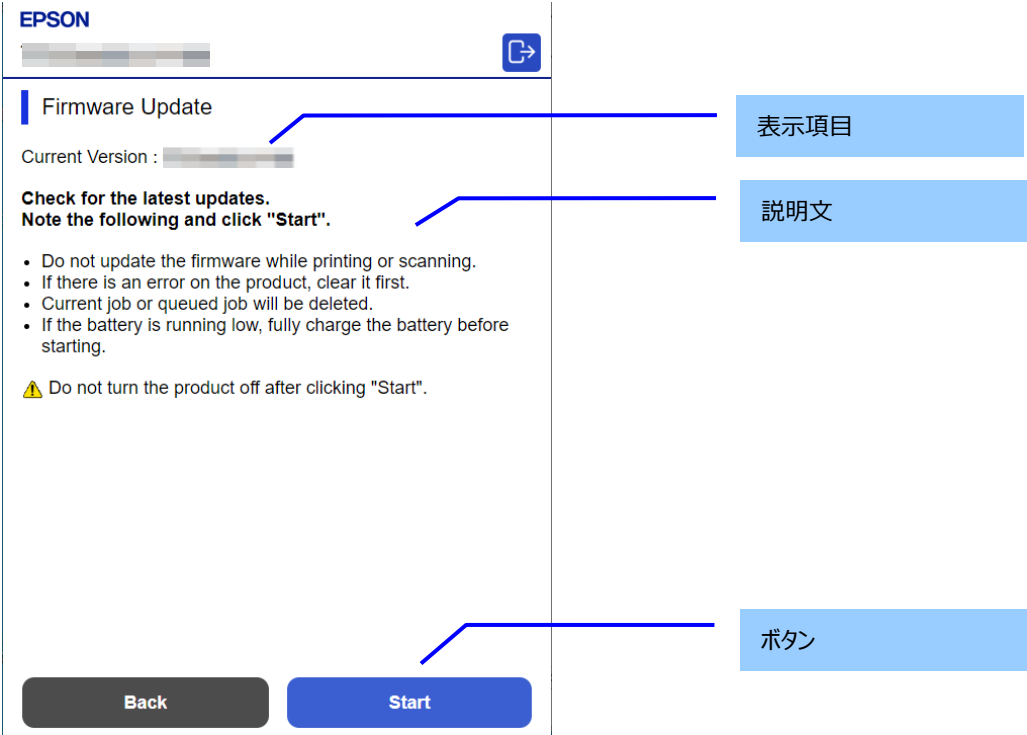 EPSON
Firmware Update
Current Version :
Check for the latest updates.
Note the following and click "Start".
• Do not update the firmware while printing or scanning.
• If there is an error on the product, clear it first.
• Current job or queued job will be deleted.
• If the battery is running low, fully charge the battery before
starting.
Do not turn the product off after clicking "Start".
Back
Start
表示項目
説明文
ボタン